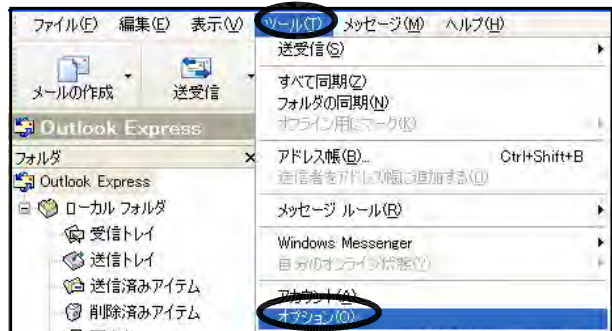 ファイル(F) 編集(E) 表示(V) ツール(T) メッセージ(M) ヘルプ(H)
メールの作成 送受信
Outlook Express
フォルダ ×
Outlook Express
ローカル フォルダ
受信トレイ
送信トレイ
送信済みアイテム
削除済みアイテム
送受信(S)
すべて同期(Z)
フォルダの同期(N)
オフライン用にマーク(K)
アドレス帳(B)... Ctrl+Shift+B
送信者をアドレス帳に追加する(D)
メッセージ ルール(R)
Windows Messenger
自分のオンライン状態(Y)
アカウント(A)...
オプション(O)...